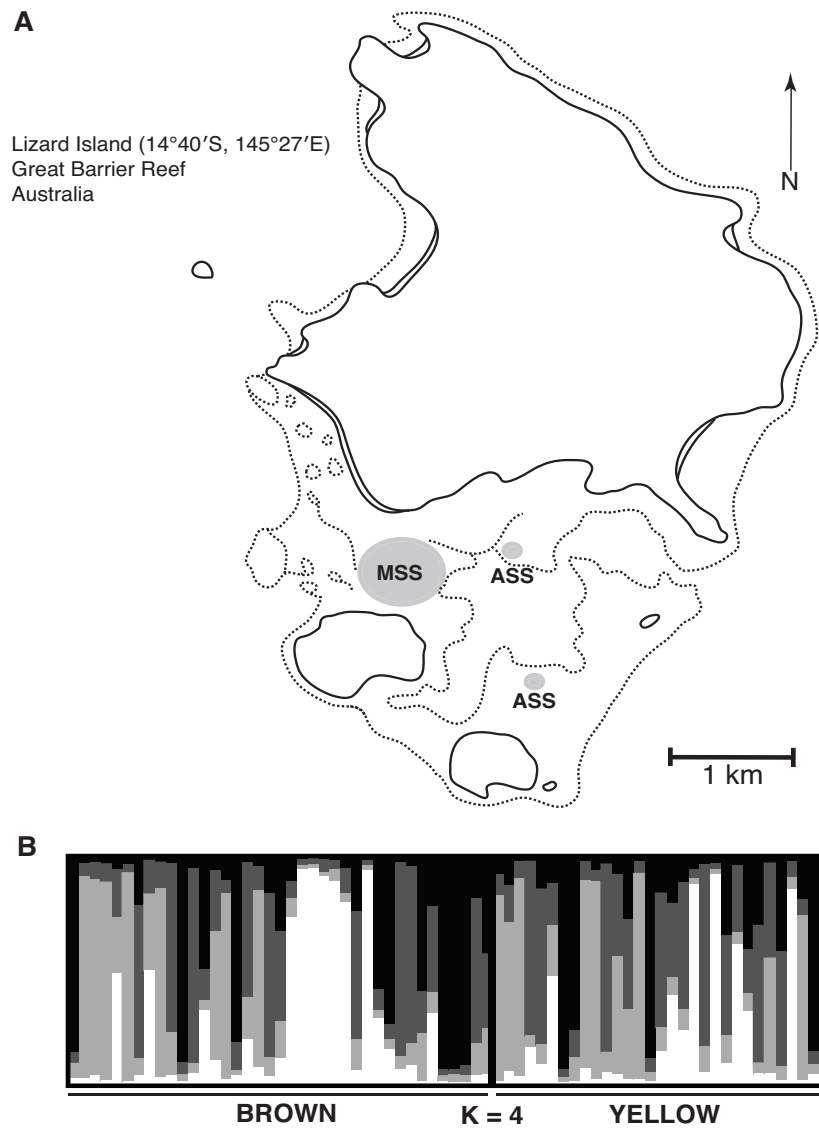 A
Lizard Island (14°40′S, 145°27′E)
Great Barrier Reef
Australia
N
MSS
ASS
ASS
1 km
B
BROWN K = 4 YELLOW